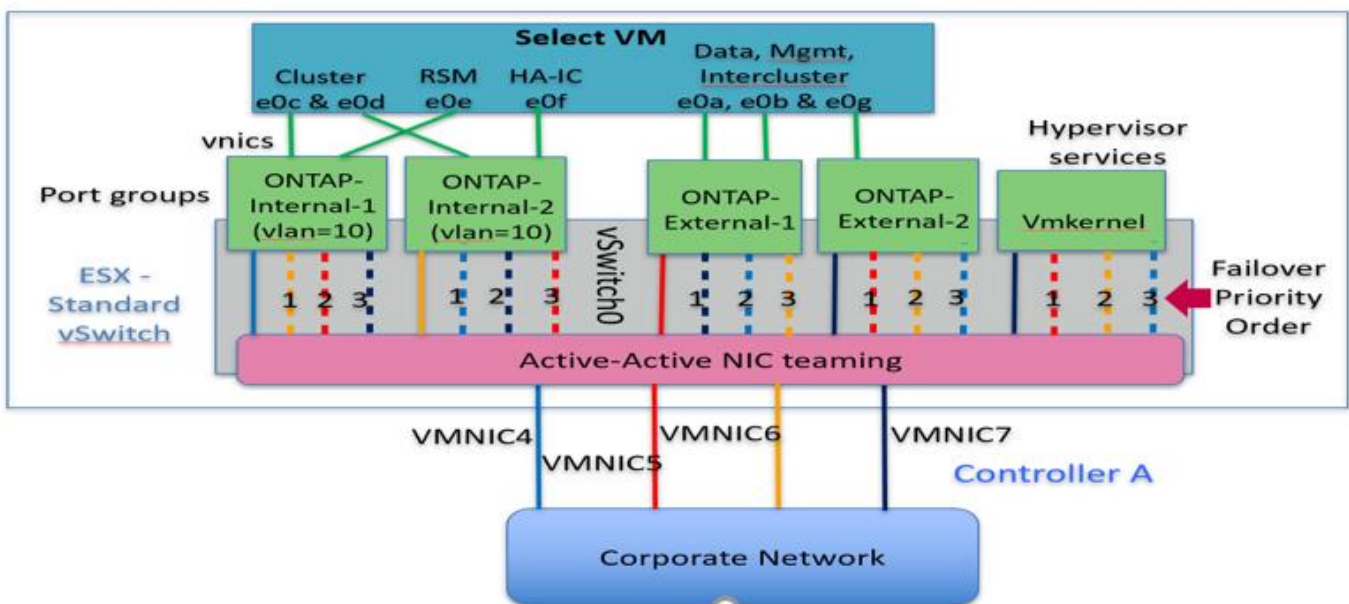 Select VM
Cluster
e0c & e0d
RSM
e0e
HA-IC
e0f
Data, Mgmt,
Intercluster
e0a, e0b & e0g
vnics
Hypervisor
services
Port groups
ONTAP-
Internal-1
(vlan=10)
ONTAP-
Internal-2
(vlan=10)
ONTAP-
External-1
ONTAP-
External-2
Vmkernel
ESX -
Standard
vSwitch
1 2 3
1 2 3
vSwitch0
1 2 3
1 2 3
1 2 3
Failover
Priority
Order
Active-Active NIC teaming
VMNIC4
VMNIC5
VMNIC6
VMNIC7
Controller A
Corporate Network